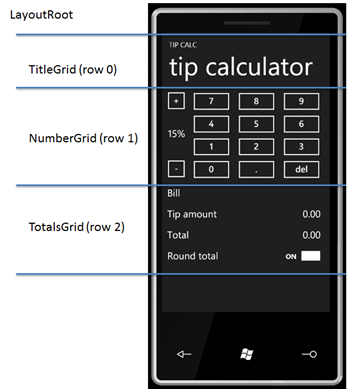 LayoutRoot
TIP CALC
tip calculator
TitleGrid (row 0)
+ 7 8 9
4 5 6
15%
NumberGrid (row 1)
1 2 3
- 0 . del
Bill
Tip amount 0.00
TotalsGrid (row 2)
Total 0.00
Round total ON